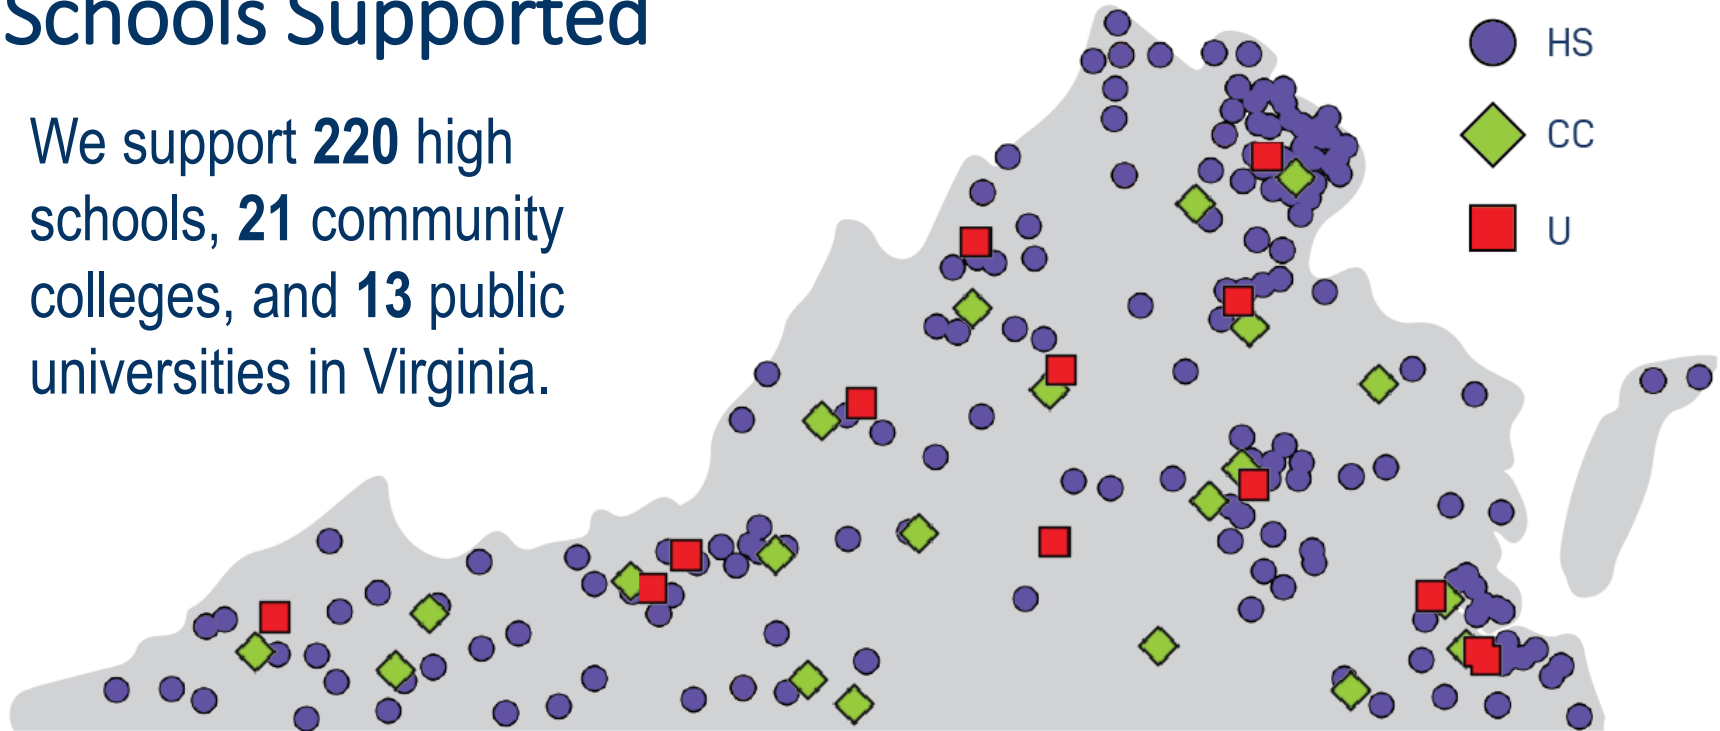 Schools Supported
We support 220 high
schools, 21 community
colleges, and 13 public
universities in Virginia.
HS
CC
U